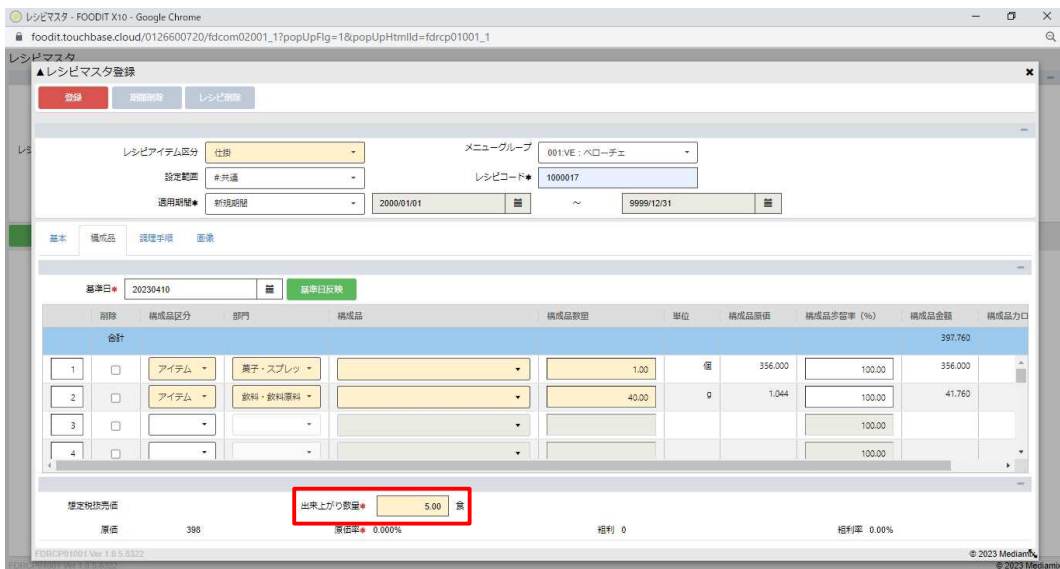 レシピマスタ - FOODIT X10 - Google Chrome
foodit.touchbase.cloud/0126600720/fdcom02001_1?popUpFlg=1&popUpHtmlId=fdrcp01001_1
レシピマスタ
▲レシピマスタ登録
登録 期間削除 レシピ削除
レシピアイテム区分 仕掛 メニューグループ 001:VE : ベローチェ
設定範囲 #:共通 レシピコード* 1000017
適用期間* 新規期間 2000/01/01 ～ 9999/12/31
基本 構成品 調理手順 画像
基準日* 20230410 基準日反映
削除 構成品区分 部門 構成品 構成品数量 単位 構成品原価 構成品歩留率 (%) 構成品金額 構成品カロ
合計 397.760
1 アイテム 菓子・スプレッ 1.00 個 356.000 100.00 356.000
2 アイテム 飲料・飲料原料 40.00 g 1.044 100.00 41.760
3 100.00
4 100.00
想定税抜売価 出来上がり数量* 5.00 食
原価 398 原価率* 0.000% 粗利 0 粗利率 0.00%
FDRCP01001 Ver 1.0.5.8322 © 2023 Mediamix
© 2023 Mediamix